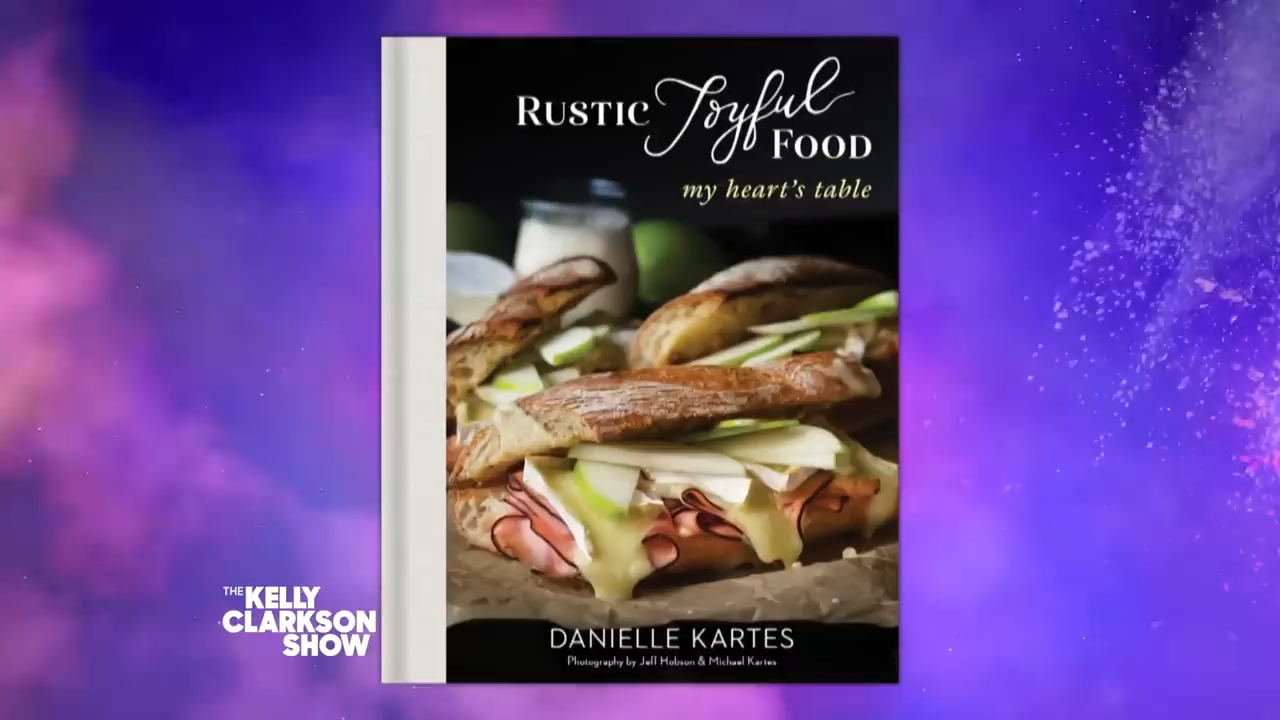 RUSTIC Joyful
FOOD
my heart's table
DANIELLE KARTES
Photography by Jeff Hobson & Michael Kartes
THE KELLY
CLARKSON
SHOW